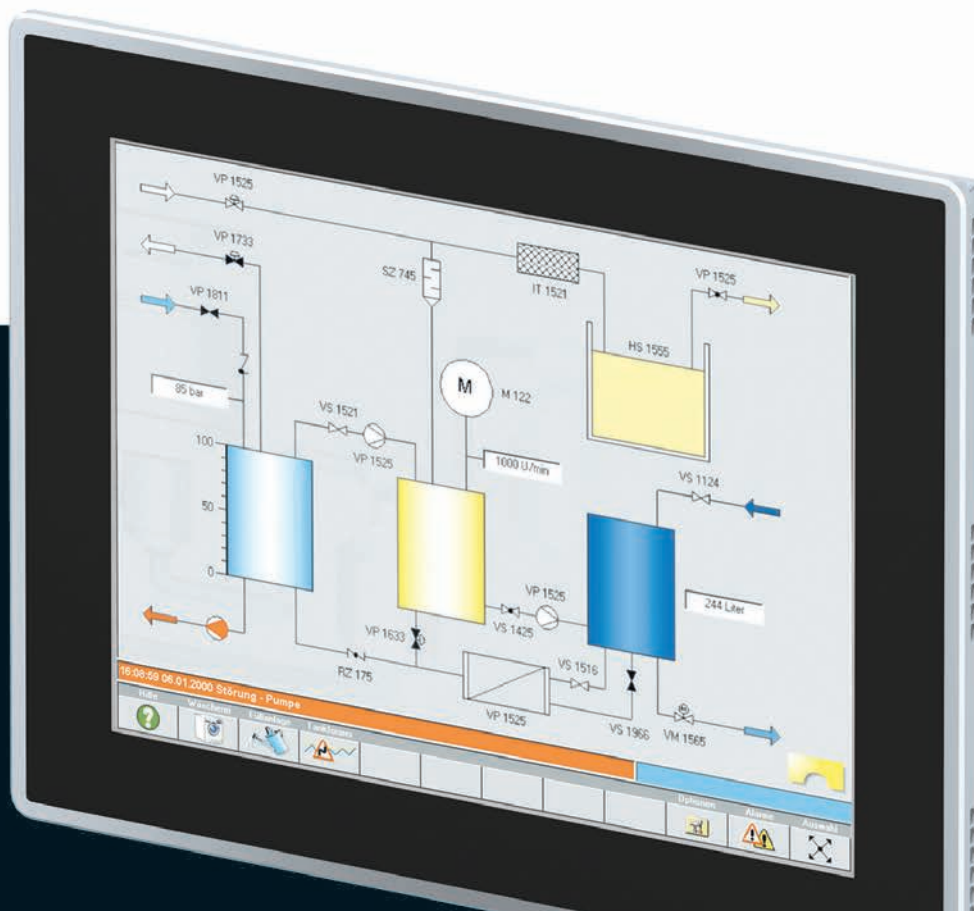 VP 1525
VP 1733
VP 1811
SZ 745
IT 1521
VP 1525
HS 1555
M
M 122
85 bar
VS 1521
VP 1525
1000 U/min
VS 1124
100
50
0
VP 1525
VS 1425
244 Liter
VP 1633
RZ 175
VS 1516
VP 1525
VS 1966
VM 1565
16:08:59 06.01.2000 Störung - Pumpe
Hilfe
Wäscherei
Füllanlage
Tankform
Optionen
Alarme
Auswahl